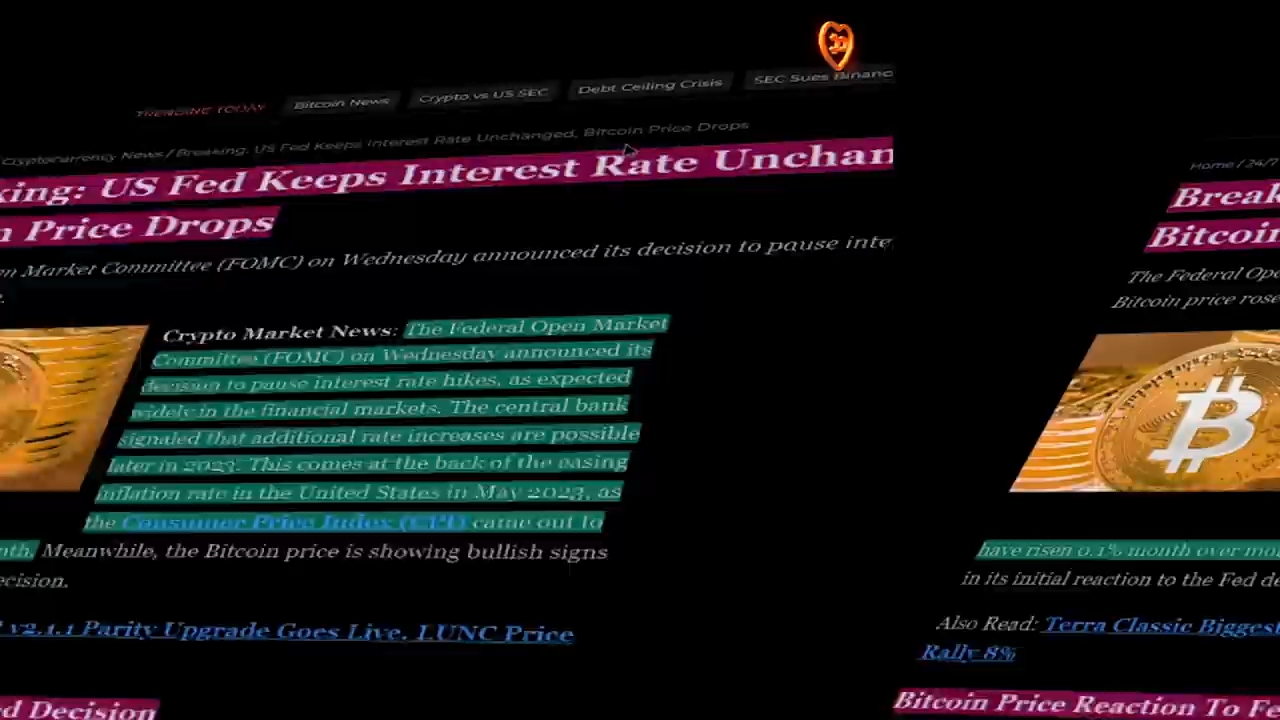 TRENDING TODAY Bitcoin News Crypto vs US SEC Debt Ceiling Crisis SEC Sues Binanc
Cryptocurrency News / Breaking: US Fed Keeps Interest Rate Unchanged, Bitcoin Price Drops
king: US Fed Keeps Interest Rate Unchan
n Price Drops
en Market Committee (FOMC) on Wednesday announced its decision to pause inte
Crypto Market News: The Federal Open Market
Committee (FOMC) on Wednesday announced its
decision to pause interest rate hikes, as expected
widely in the financial markets. The central bank
signaled that additional rate increases are possible
later in 2023. This comes at the back of the easing
inflation rate in the United States in May 2023, as
the Consumer Price Index (CPI) came out to
nth. Meanwhile, the Bitcoin price is showing bullish signs
ecision.
v2.1.1 Parity Upgrade Goes Live, LUNC Price
ed Decision
Home / 24/7
Break
Bitcoin
The Federal Ope
Bitcoin price rose
B
have risen 0.1% month over mo
in its initial reaction to the Fed de
Also Read: Terra Classic Biggest
Rally 8%
Bitcoin Price Reaction To Fe